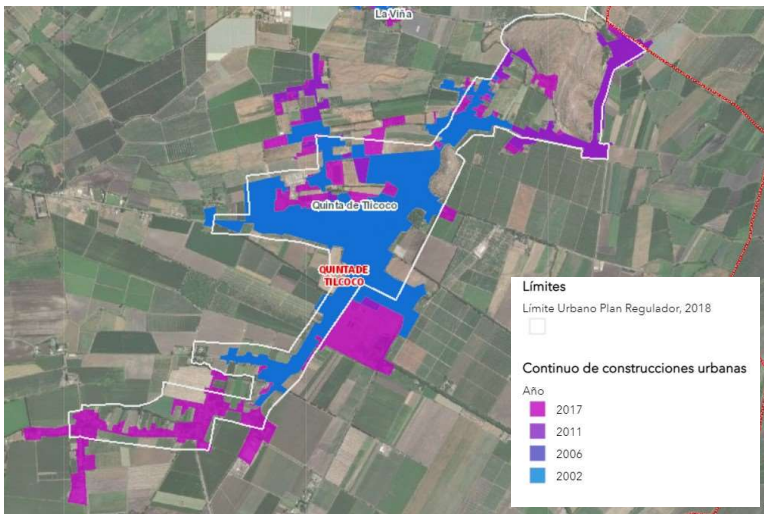 La Viña
Quinta de Tilcoco
QUINTA DE
TILCOCO
Límites
Límite Urbano Plan Regulador, 2018
Continuo de construcciones urbanas
Año
2017
2011
2006
2002